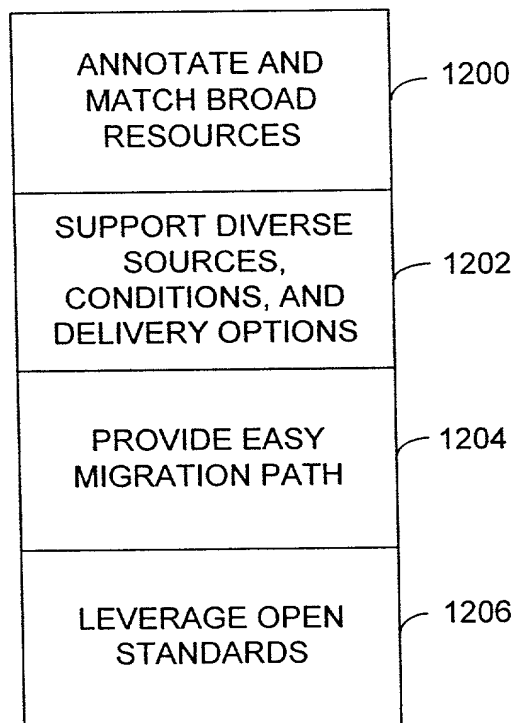 ANNOTATE AND
MATCH BROAD
RESOURCES
1200
SUPPORT DIVERSE
SOURCES,
CONDITIONS, AND
DELIVERY OPTIONS
1202
PROVIDE EASY
MIGRATION PATH
1204
LEVERAGE OPEN
STANDARDS
1206